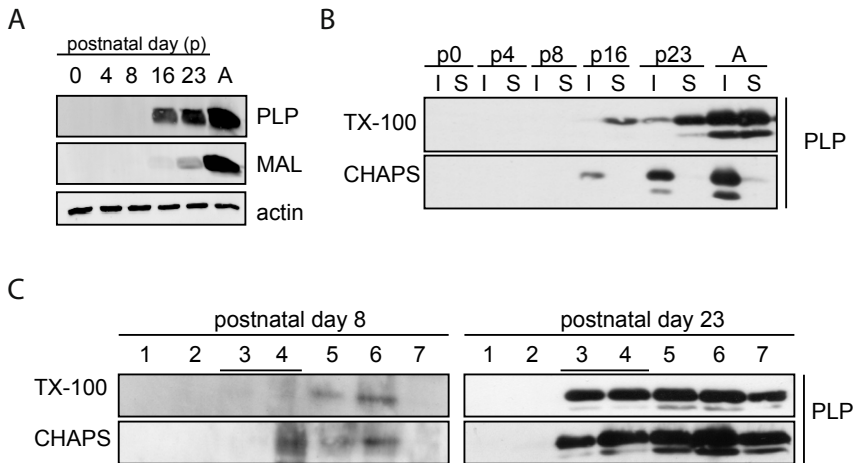 A
postnatal day (p)
0 4 8 16 23 A
PLP
MAL
actin
B
p0 p4 p8 p16 p23 A
I S I S I S I S I S I S
TX-100
CHAPS
PLP
C
postnatal day 8 postnatal day 23
1 2 3 4 5 6 7 1 2 3 4 5 6 7
TX-100
CHAPS
PLP